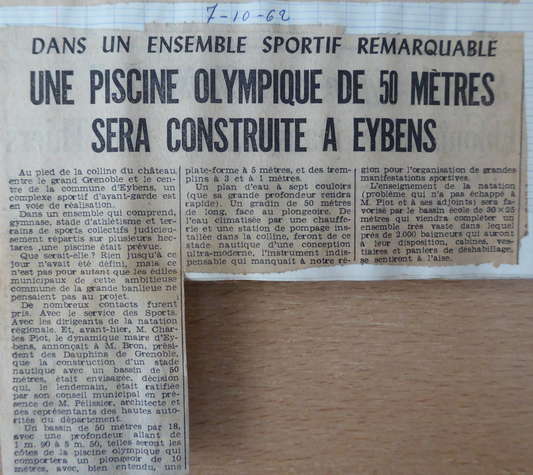 7-10-62
DANS UN ENSEMBLE SPORTIF REMARQUABLE
UNE PISCINE OLYMPIQUE DE 50 MÈTRES
SERA CONSTRUITE A EYBENS
Au pied de la colline du château,
entre le grand Grenoble et le cen-
tre de la commune d'Eybens, un
complexe sportif d'avant-garde est
en voie de réalisation.
Dans un ensemble qui comprend,
gymnase, stade d'athlétisme et ter-
rains de sports collectifs judicieu-
sement répartis sur plusieurs hec-
tares ,une piscine était prévue.
Que serait-elle ? Rien jusqu'à ce
jour n'avait été défini, mais ce
n'est pas pour autant que les édiles
municipaux de cette ambitieuse
commune de la grande banlieue ne
pensaient pas au projet.
De nombreux contacts furent
pris. Avec le service des Sports.
Avec les dirigeants de la natation
régionale. Et, avant-hier, M. Char-
les Piot, le dynamique maire d'Ey-
bens, annonçait à M. Bron, prési-
dent des Dauphins de Grenoble,
que la construction d'un stade
nautique avec un bassin de 50
mètres, était envisagée, décision
qui, le lendemain, était ratifiée
par son conseil municipal en pré-
sence de M. Pélissier, architecte et
des représentants des hautes auto-
rités du département.
Un bassin de 50 mètres par 18,
avec une profondeur allant de
1 m. 90 à 5 m. 50, telles seront les
côtes de la piscine olympique qui
comportera un plongeoir de 10
mètres, avec, bien entendu, une
plate-forme à 5 mètres, et des trem-
plins à 3 et à 1 mètres.
Un plan d'eau à sept couloirs
(que sa grande profondeur rendra
rapide). Un gradin de 50 mètres
de long, face au plongeoire. De
l'eau climatisée par une chauffe-
rie et une station de pompage ins-
tallée dans la colline, feront de ce
stade nautique d'une conception
ultra-moderne, l'instrument indis-
pensable qui manquait à notre ré-
gion pour l'organisation de grandes
manifestations sportives.
L'enseignement de la natation
(problème qui n'a pas échappé à
M. Piot et à ses adjoints) sera fa-
vorisé par le bassin école de 30 × 25
mètres qui viendra compléter un
ensemble très vaste dans lequel
près de 2.000 baigneurs qui auront
à leur disposition, cabines, ves-
tiaires et paniers de déshabillage,
se sentiront à l'aise.